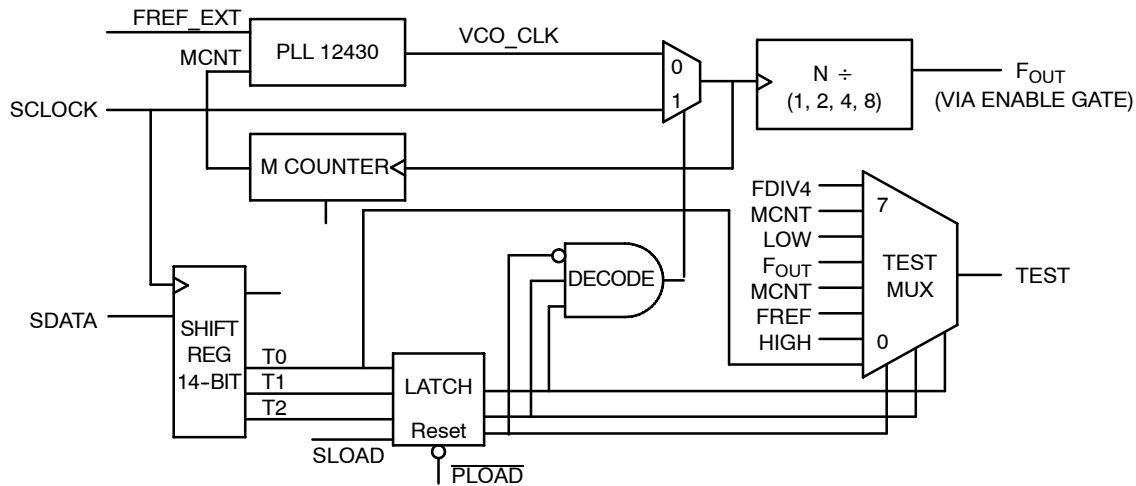 FREF_EXT
MCNT
PLL 12430
VCO_CLK
0
1
N ÷
(1, 2, 4, 8)
FOUT
(VIA ENABLE GATE)
SCLOCK
M COUNTER
FDIV4
MCNT
LOW
FOUT
MCNT
FREF
HIGH
7
TEST
MUX
0
TEST
DECODE
SDATA
SHIFT
REG
14-BIT
T0
T1
T2
LATCH
Reset
SLOAD
PLOAD